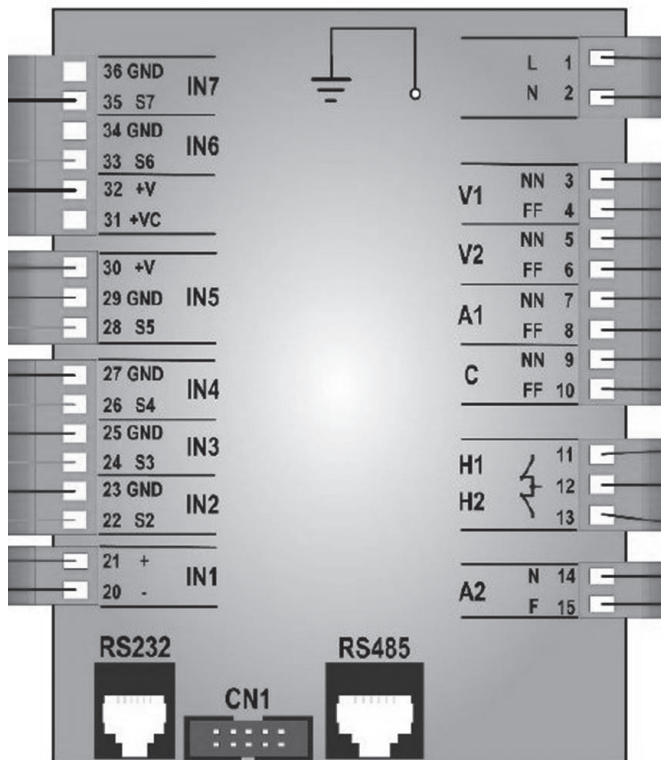 36 GND
35 S7
IN7
34 GND
33 S6
IN6
32 +V
31 +VC
30 +V
29 GND
28 S5
IN5
27 GND
26 S4
IN4
25 GND
24 S3
IN3
23 GND
22 S2
IN2
21 +
20 -
IN1
L 1
N 2
V1
NN 3
FF 4
V2
NN 5
FF 6
A1
NN 7
FF 8
C
NN 9
FF 10
H1
H2
11
12
13
A2
N 14
F 15
RS232
CN1
RS485